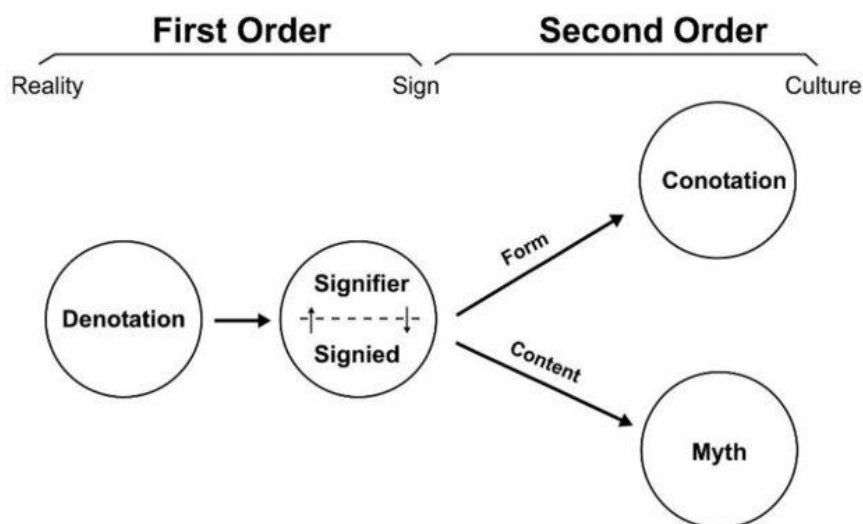 First Order
Second Order
Reality
Sign
Culture
Conotation
Form
Signifier
Denotation
Signied
Content
Myth